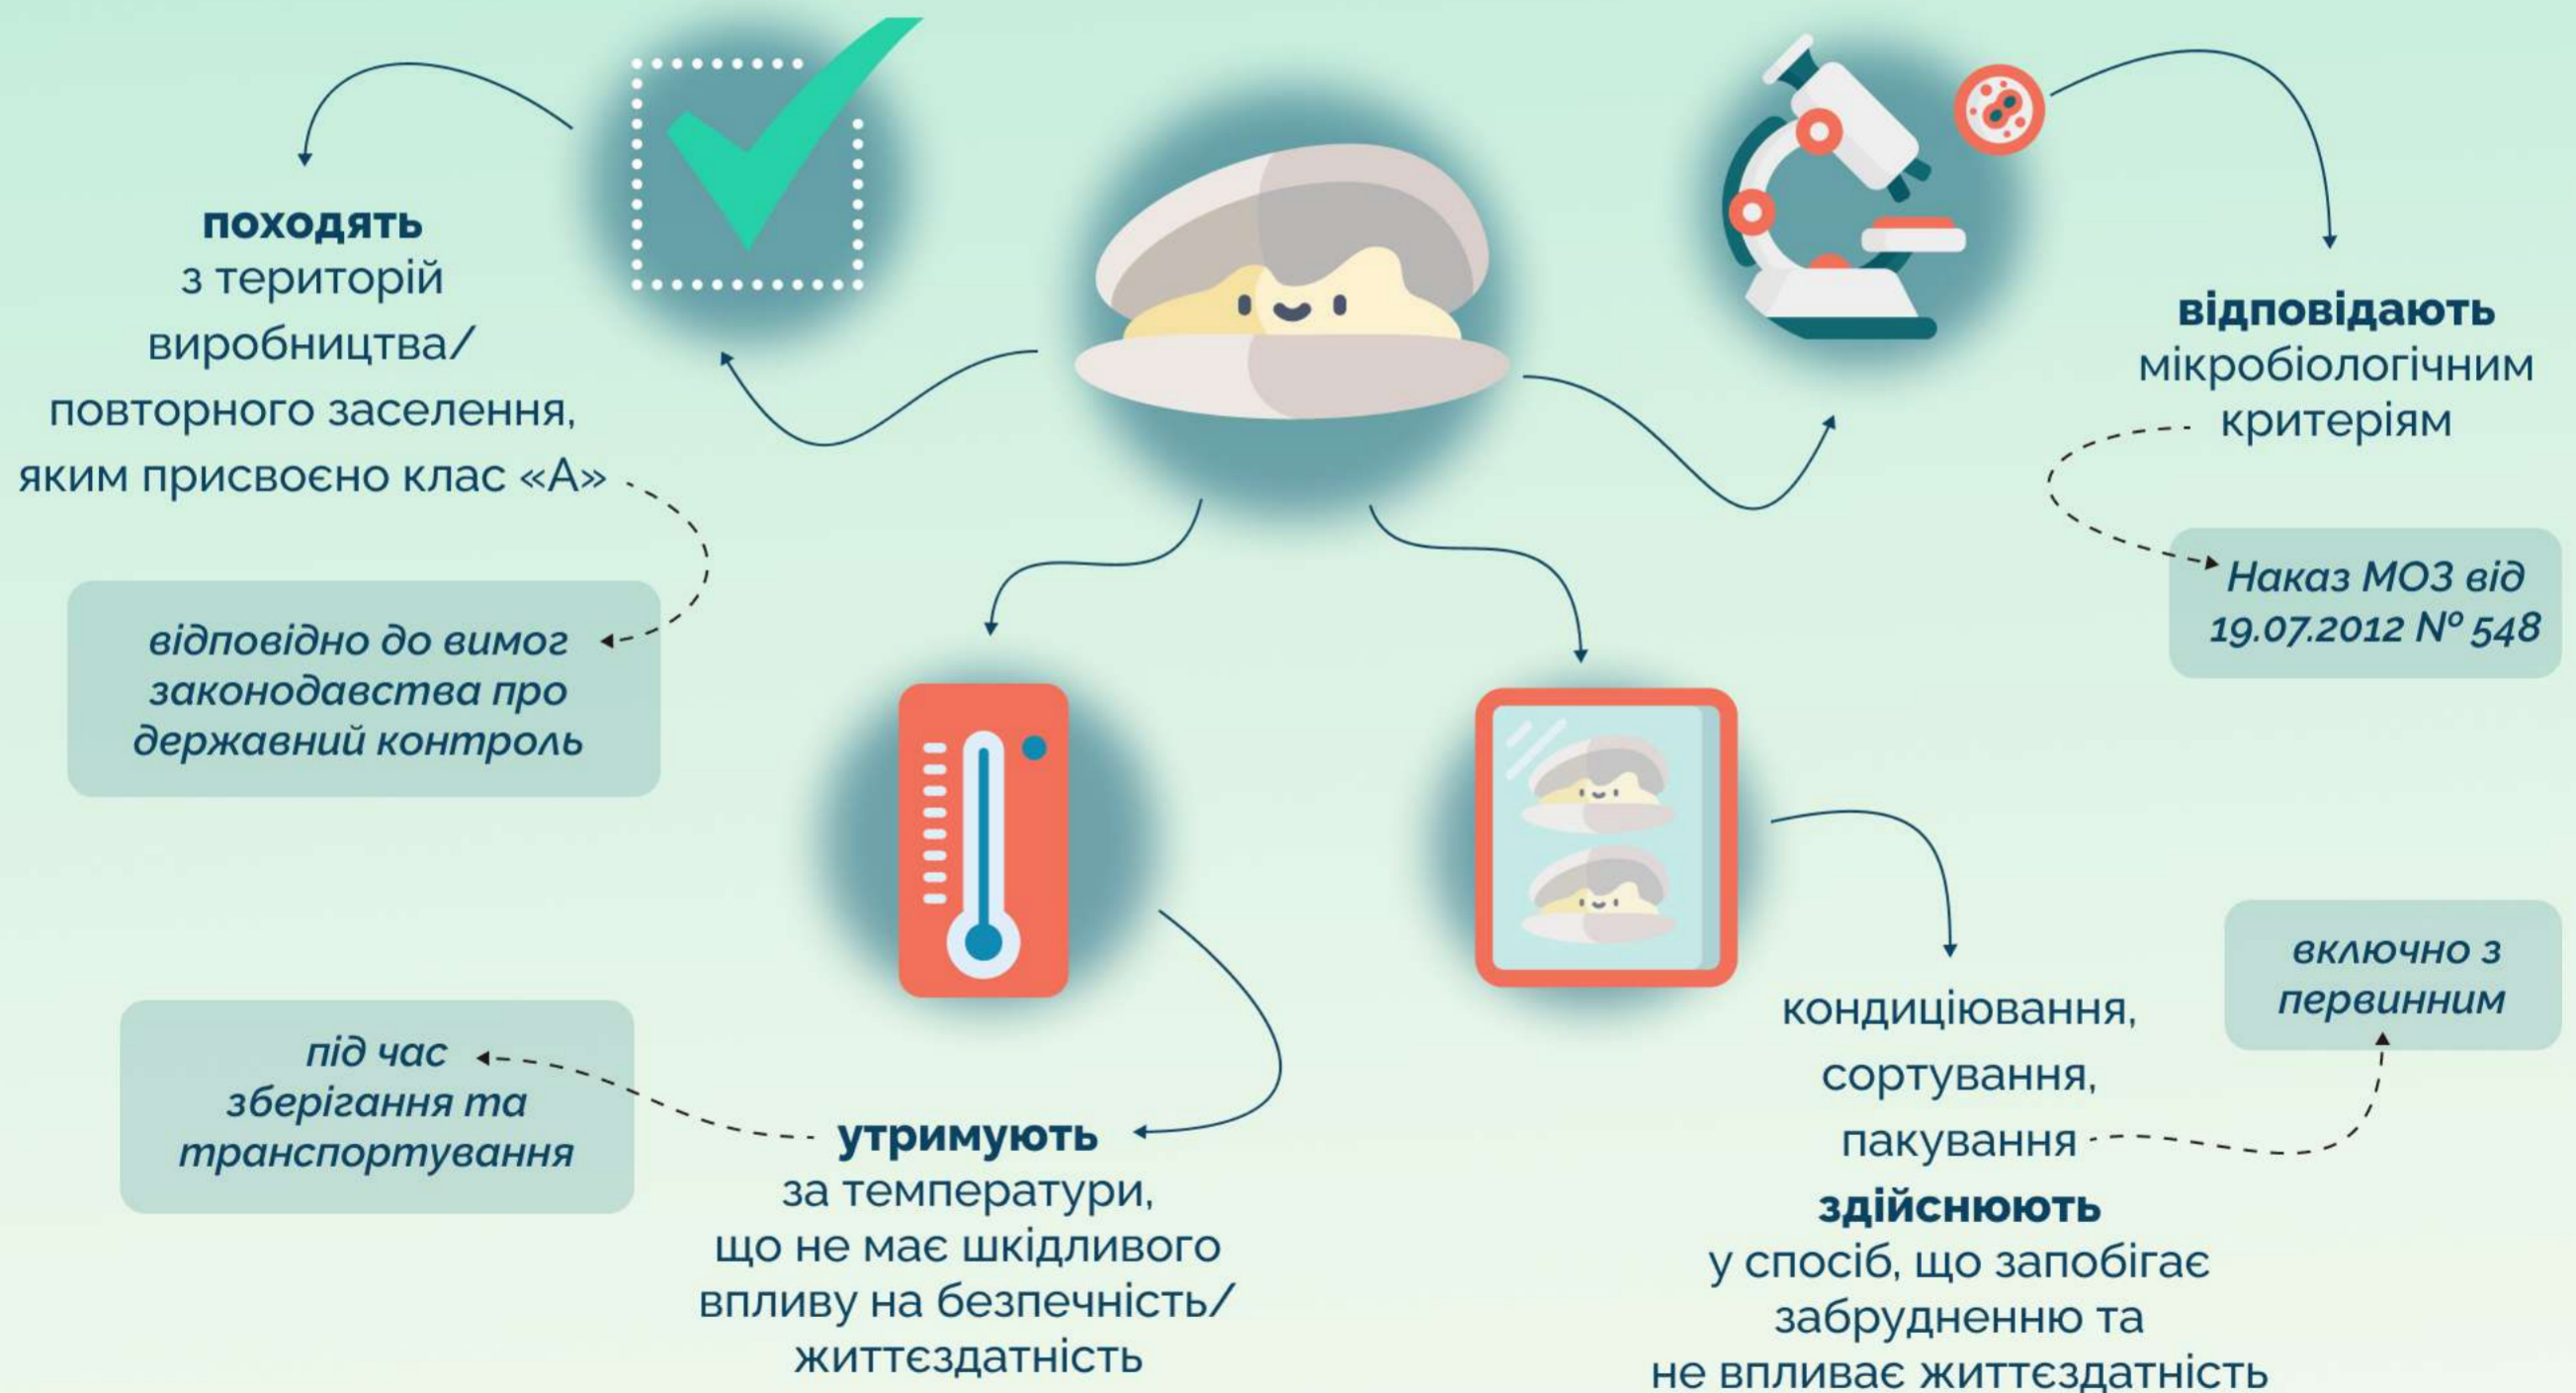 походять
з територій
виробництва/
повторного заселення,
яким присвоєно клас «А»
відповідно до вимог
законодавства про
державний контроль
відповідають
мікробіологічним
критеріям
Наказ МОЗ від
19.07.2012 № 548
під час
зберігання та
транспортування
утримують
за температури,
що не має шкідливого
впливу на безпечність/
життєздатність
кондиціювання,
сортування,
пакування
включно з
первинним
здійснюють
у спосіб, що запобігає
забрудненню та
не впливає життєздатність